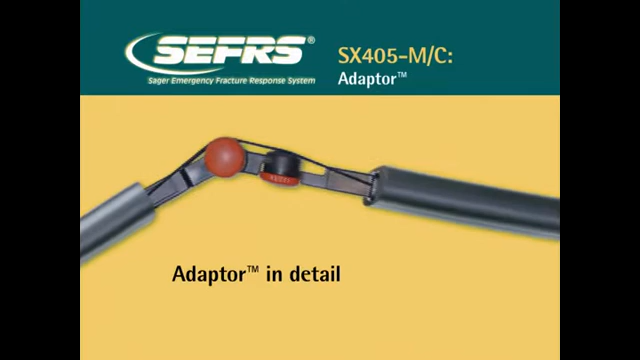 SEFRS®
Sager Emergency Fracture Response System
SX405-M/C:
Adaptor™
Adaptor™ in detail